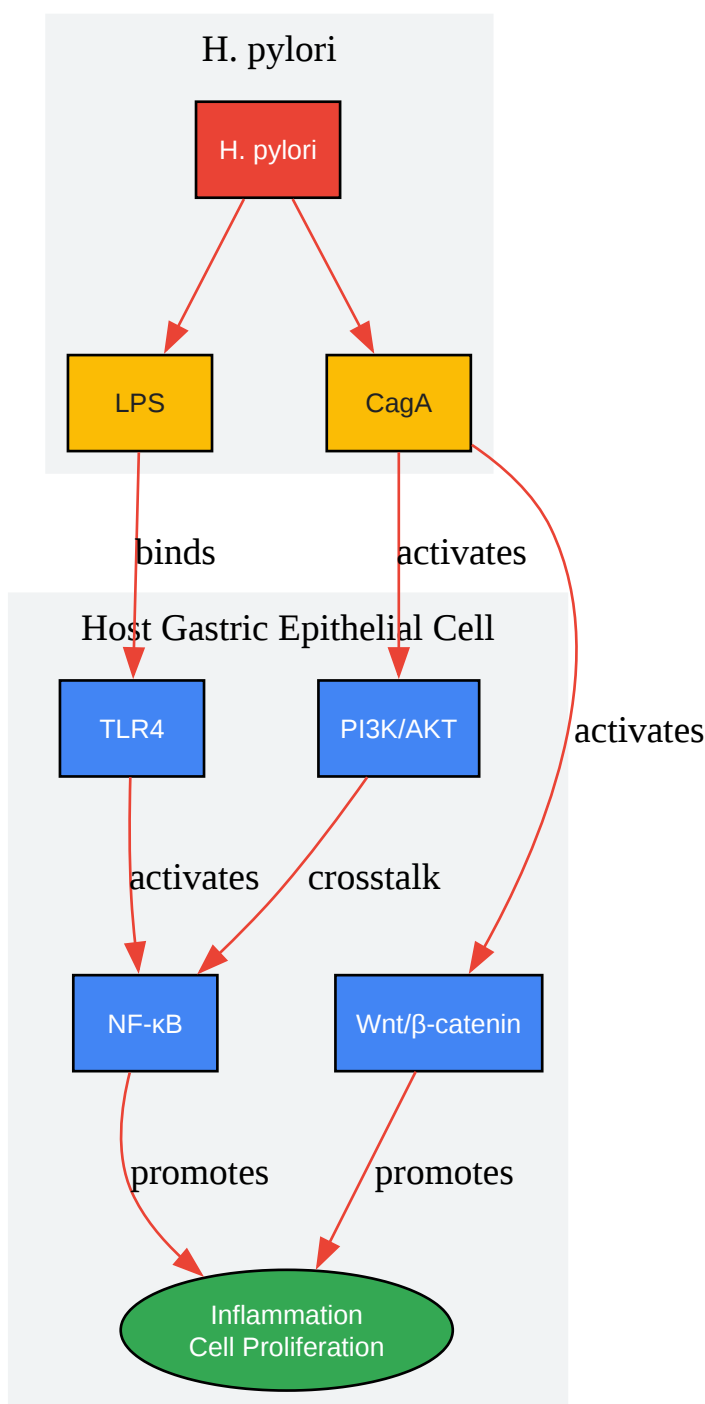 H. pylori
H. pylori
LPS
CagA
binds
activates
Host Gastric Epithelial Cell
TLR4
PI3K/AKT
activates
activates
crosstalk
NF-κB
Wnt/β-catenin
promotes
promotes
Inflammation
Cell Proliferation